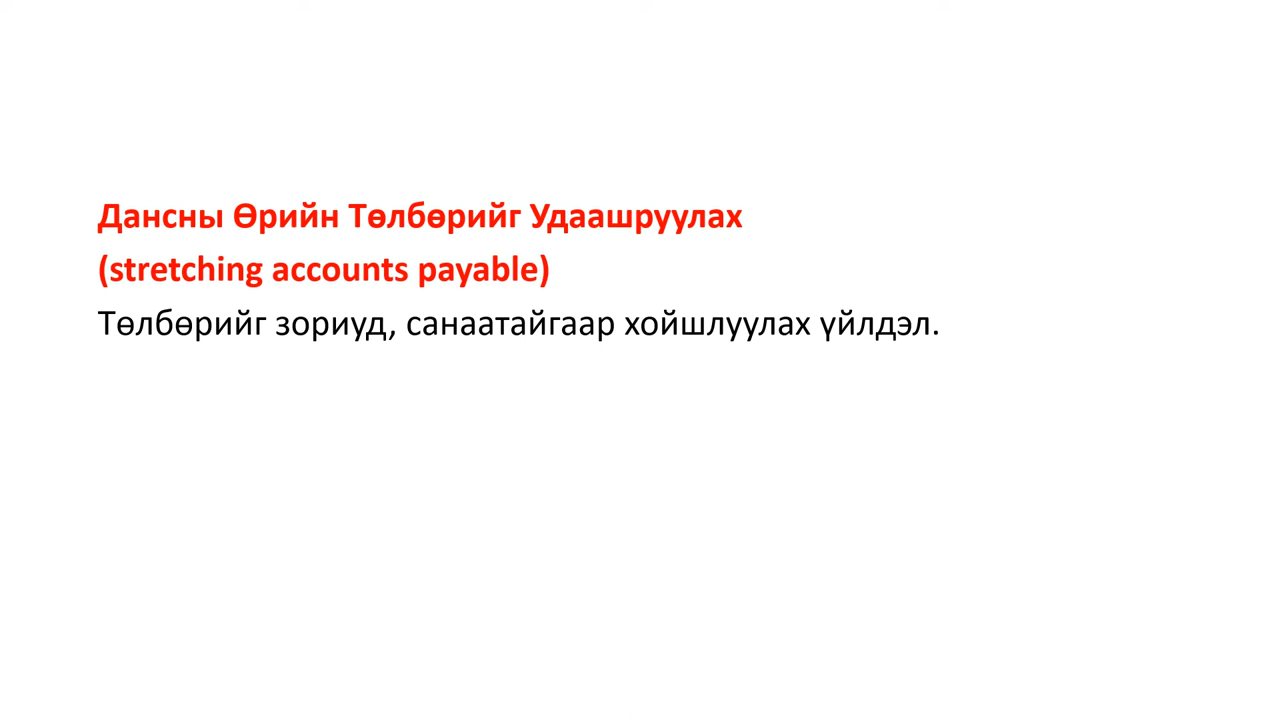 Дансны Өрийн Төлбөрийг Удаашруулах
(stretching accounts payable)
Төлбөрийг зориуд, санаатайгаар хойшлуулах үйлдэл.